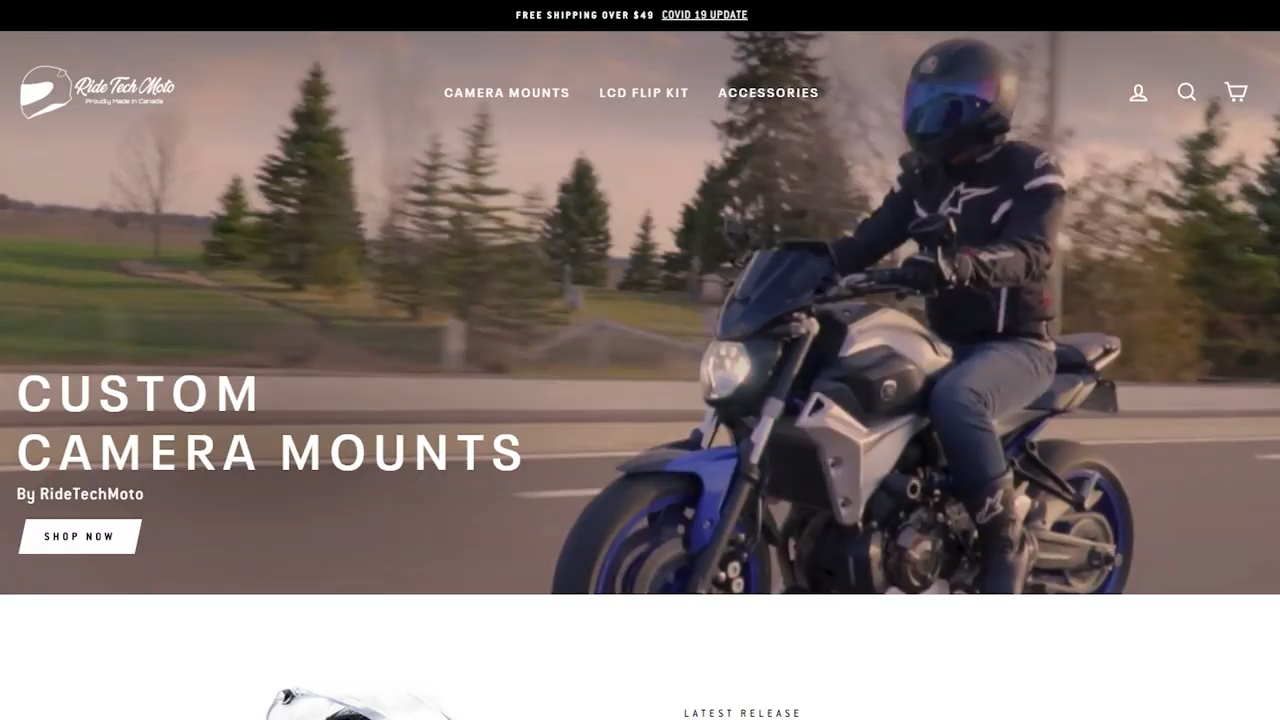 FREE SHIPPING OVER $49 COVID 19 UPDATE
Ride Tech Moto
Proudly Made in Canada
CAMERA MOUNTS LCD FLIP KIT ACCESSORIES
CUSTOM
CAMERA MOUNTS
By RideTechMoto
SHOP NOW
LATEST RELEASE